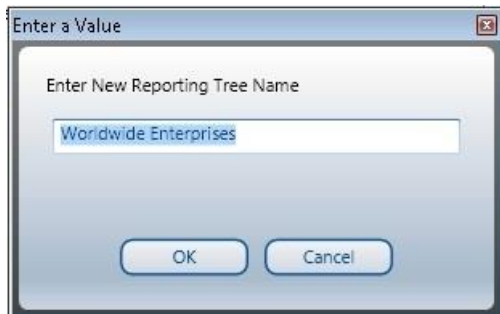 Enter a Value
Enter New Reporting Tree Name
Worldwide Enterprises
OK
Cancel